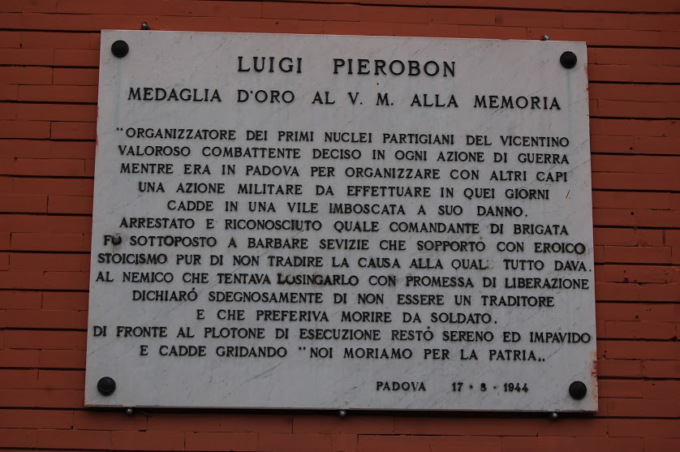 LUIGI PIEROBON
MEDAGLIA D'ORO AL V. M. ALLA MEMORIA
"ORGANIZZATORE DEI PRIMI NUCLEI PARTIGIANI DEL VICENTINO
VALOROSO COMBATTENTE DECISO IN OGNI AZIONE DI GUERRA
MENTRE ERA IN PADOVA PER ORGANIZZARE CON ALTRI CAPI
UNA AZIONE MILITARE DA EFFETTUARE IN QUEI GIORNI
CADDE IN UNA VILE IMBOSCATA A SUO DANNO.
ARRESTATO E RICONOSCIUTO QUALE COMANDANTE DI BRIGATA
FU SOTTOPOSTO A BARBARE SEVIZIE CHE SOPPORTÒ CON EROICO
STOICISMO PUR DI NON TRADIRE LA CAUSA ALLA QUAL TUTTO DAVA.
AL NEMICO CHE TENTAVA LOSINGARLO CON PROMESSA DI LIBERAZIONE
DICHIARÓ SDEGNOSAMENTE DI NON ESSERE UN TRADITORE
E CHE PREFERIVA MORIRE DA SOLDATO.
DI FRONTE AL PLOTONE DI ESECUZIONE RESTÒ SERENO ED IMPAVIDO
E CADDE GRIDANDO "NOI MORIAMO PER LA PATRIA„.
PADOVA 17 - 8 - 1944